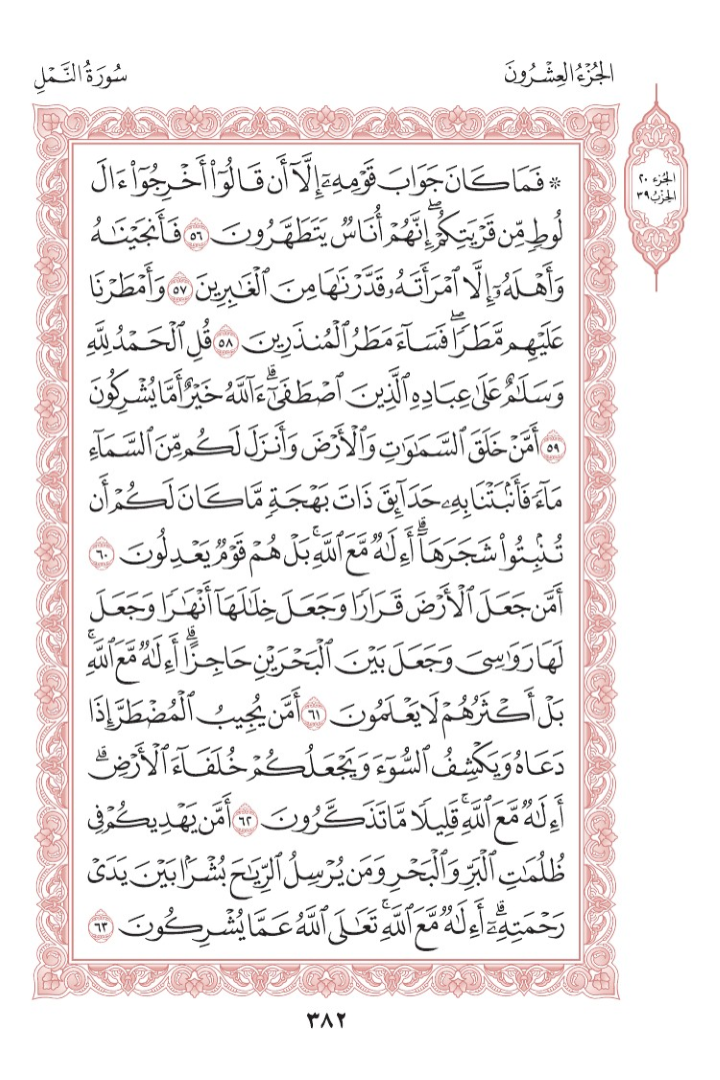 الجُزْءُ العِشْرُونَ
سُورَةُ النَّمْلِ
الجزء ٢٠
الحزب ٣٩
۞ فَمَا كَانَ جَوَابَ قَوْمِهِۦٓ إِلَّآ أَن قَالُوٓا۟ أَخْرِجُوٓا۟ ءَالَ
لُوطٍ مِّن قَرْيَتِكُمْۖ إِنَّهُمْ أُنَاسٌ يَتَطَهَّرُونَ ٥٦ فَأَنجَيْنَٰهُ
وَأَهْلَهُۥٓ إِلَّا ٱمْرَأَتَهُۥ قَدَّرْنَٰهَا مِنَ ٱلْغَٰبِرِينَ ٥٧ وَأَمْطَرْنَا
عَلَيْهِم مَّطَرًاۖ فَسَآءَ مَطَرُ ٱلْمُنذَرِينَ ٥٨ قُلِ ٱلْحَمْدُ لِلَّهِ
وَسَلَٰمٌ عَلَىٰ عِبَادِهِ ٱلَّذِينَ ٱصْطَفَىٰٓۗ ءَآللَّهُ خَيْرٌ أَمَّا يُشْرِكُونَ
٥٩ أَمَّنْ خَلَقَ ٱلسَّمَٰوَٰتِ وَٱلْأَرْضَ وَأَنزَلَ لَكُم مِّنَ ٱلسَّمَآءِ
مَآءً فَأَنۢبَتْنَا بِهِۦ حَدَآئِقَ ذَاتَ بَهْجَةٍ مَّا كَانَ لَكُمْ أَن
تُنۢبِتُوا۟ شَجَرَهَآۗ أَءِلَٰهٌ مَّعَ ٱللَّهِۚ بَلْ هُمْ قَوْمٌ يَعْدِلُونَ ٦٠
أَمَّن جَعَلَ ٱلْأَرْضَ قَرَارًا وَجَعَلَ خِلَٰلَهَآ أَنْهَٰرًا وَجَعَلَ
لَهَا رَوَٰسِىَ وَجَعَلَ بَيْنَ ٱلْبَحْرَيْنِ حَاجِزًاۗ أَءِلَٰهٌ مَّعَ ٱللَّهِۚ
بَلْ أَكْثَرُهُمْ لَا يَعْلَمُونَ ٦١ أَمَّن يُجِيبُ ٱلْمُضْطَرَّ إِذَا
دَعَاهُ وَيَكْشِفُ ٱلسُّوٓءَ وَيَجْعَلُكُمْ خُلَفَآءَ ٱلْأَرْضِۗ
أَءِلَٰهٌ مَّعَ ٱللَّهِۚ قَلِيلًا مَّا تَذَكَّرُونَ ٦٢ أَمَّن يَهْدِيكُمْ فِى
ظُلُمَٰتِ ٱلْبَرِّ وَٱلْبَحْرِ وَمَن يُرْسِلُ ٱلرِّيَٰحَ بُشْرًۢا بَيْنَ يَدَىْ
رَحْمَتِهِۦٓۗ أَءِلَٰهٌ مَّعَ ٱللَّهِۚ تَعَٰلَى ٱللَّهُ عَمَّا يُشْرِكُونَ ٦٣
٣٨٢